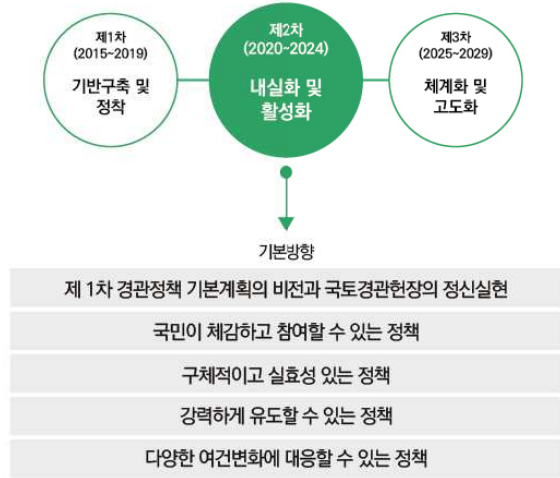 제1차
(2015~2019)
기반구축 및
정착
제2차
(2020~2024)
내실화 및
활성화
제3차
(2025~2029)
체계화 및
고도화
기본방향
제 1차 경관정책 기본계획의 비전과 국토경관헌장의 정신실현
국민이 체감하고 참여할 수 있는 정책
구체적이고 실효성 있는 정책
강력하게 유도할 수 있는 정책
다양한 여건변화에 대응할 수 있는 정책